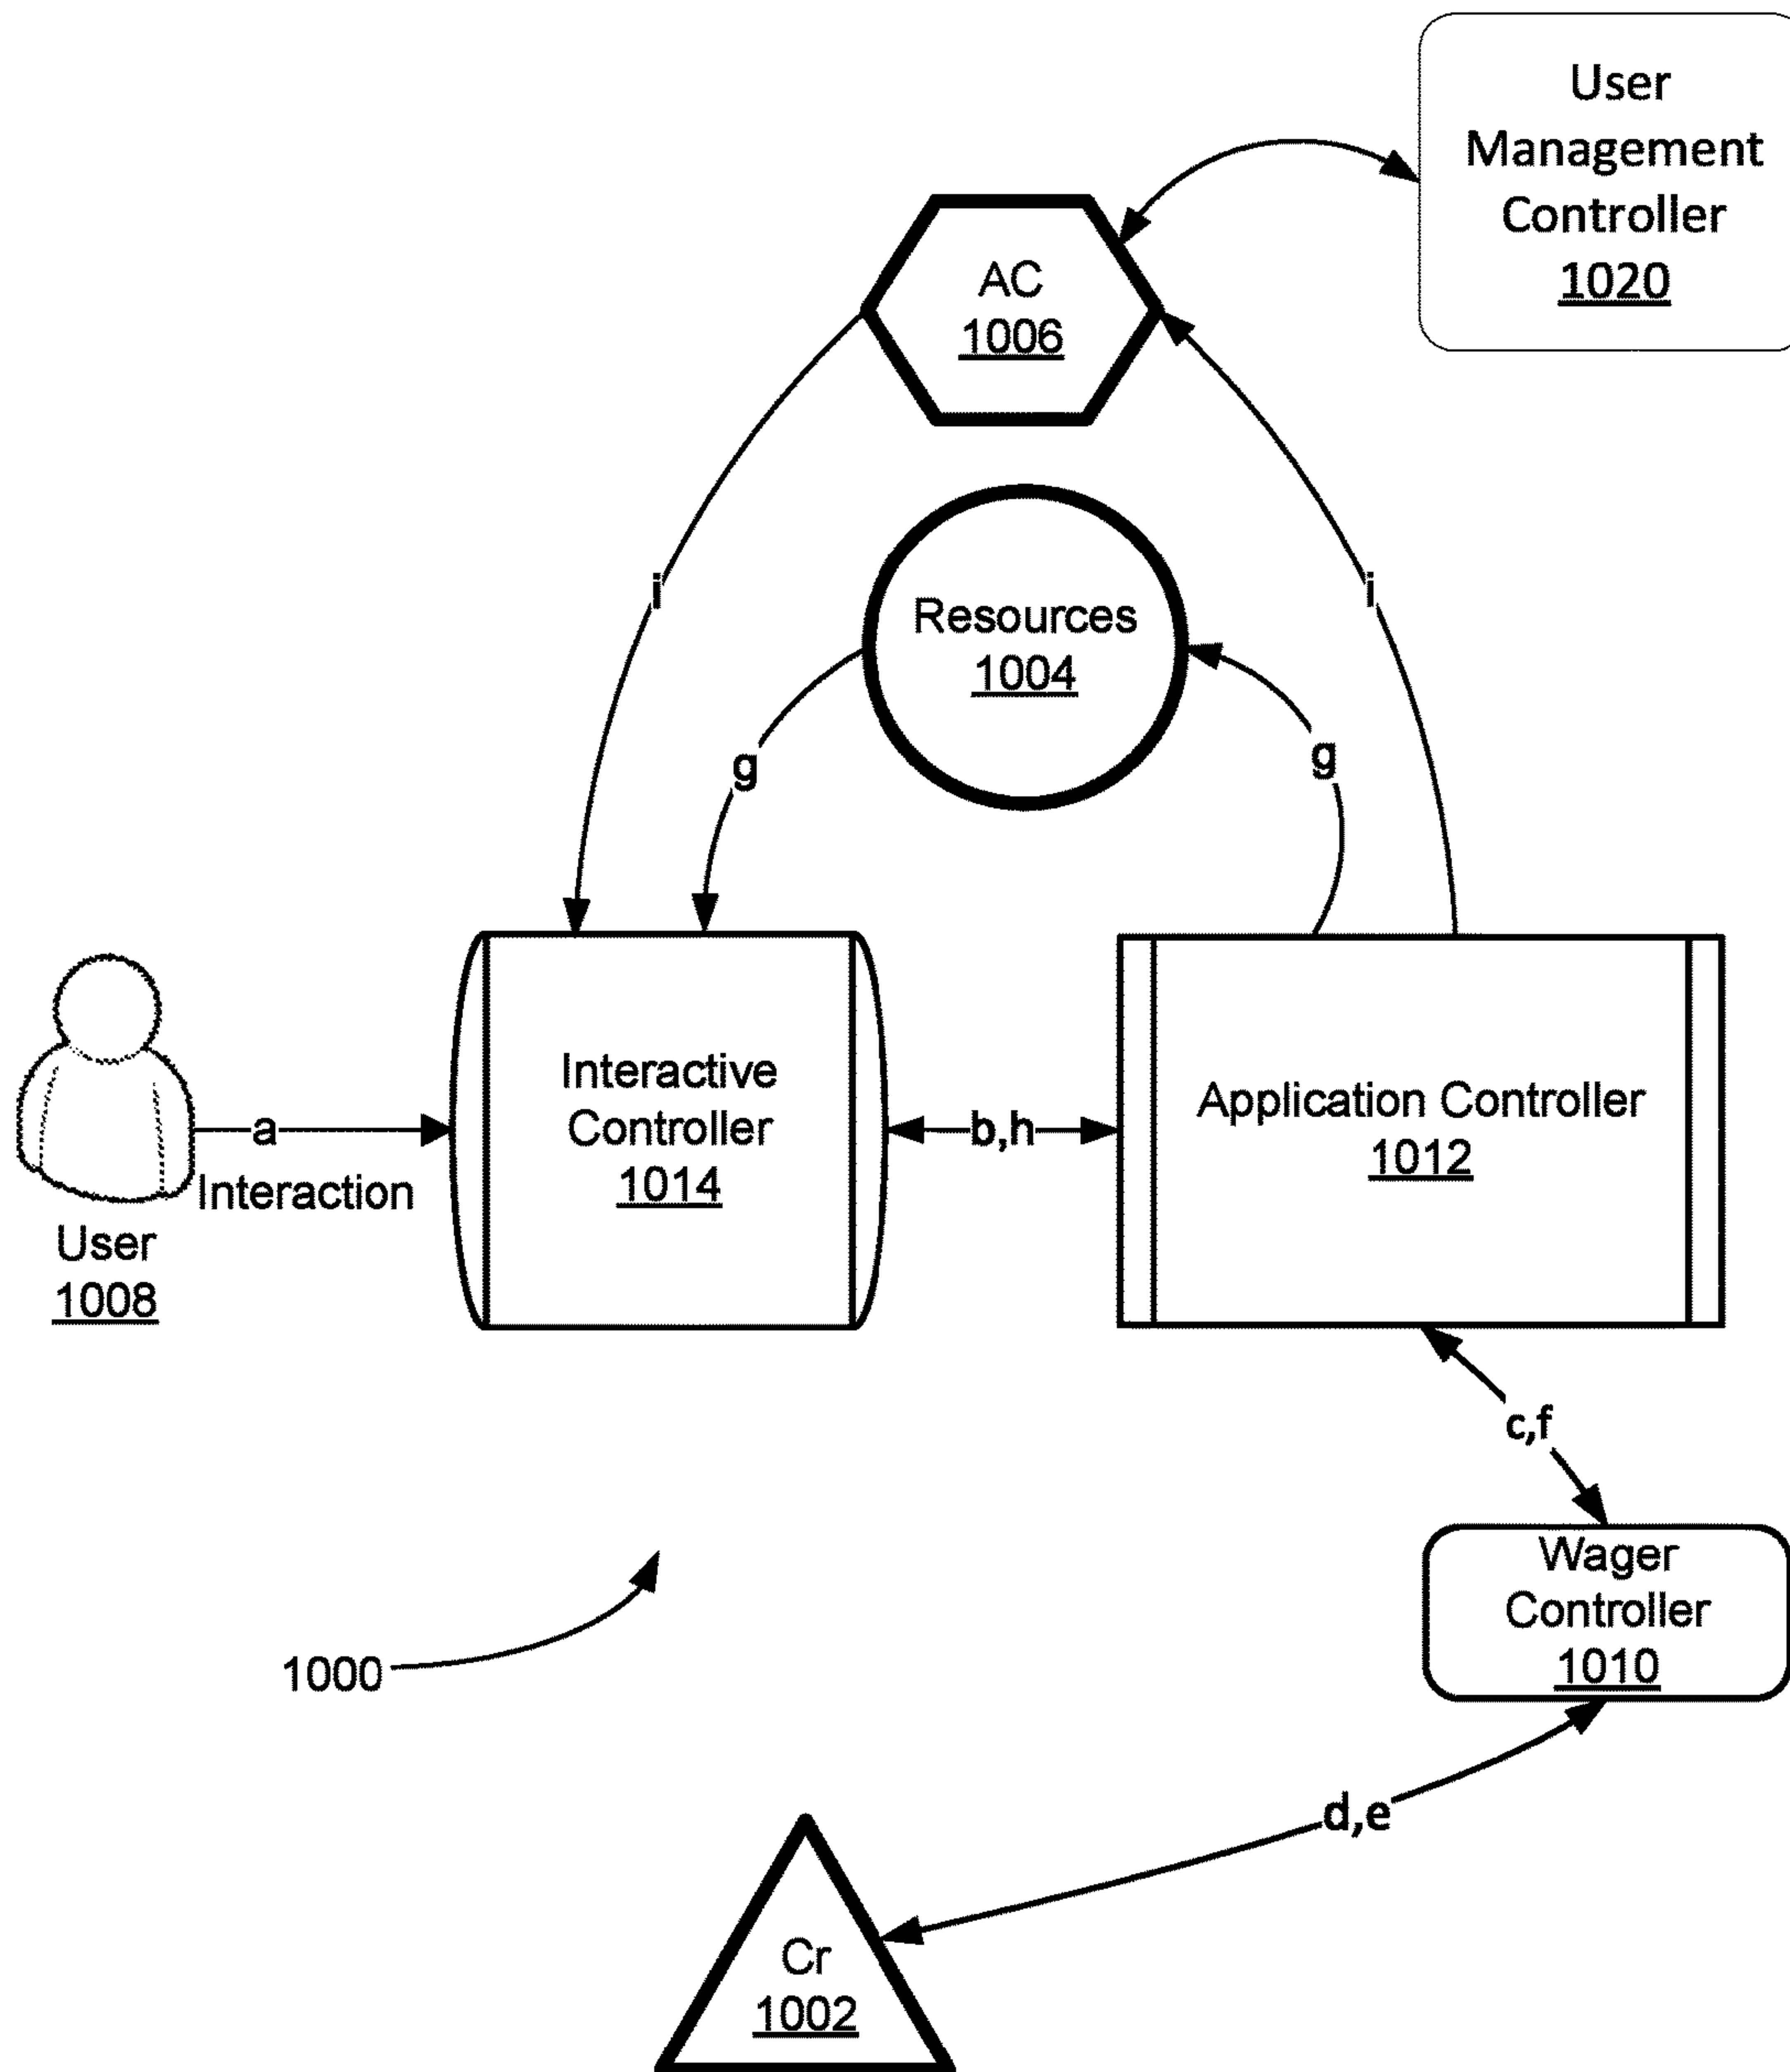 User
Management
Controller
1020
AC
1006
i
i
Resources
1004
g
g
Interactive
Controller
1014
Application Controller
1012
a
Interaction
b,h
User
1008
c,f
Wager
Controller
1010
1000
d,e
Cr
1002